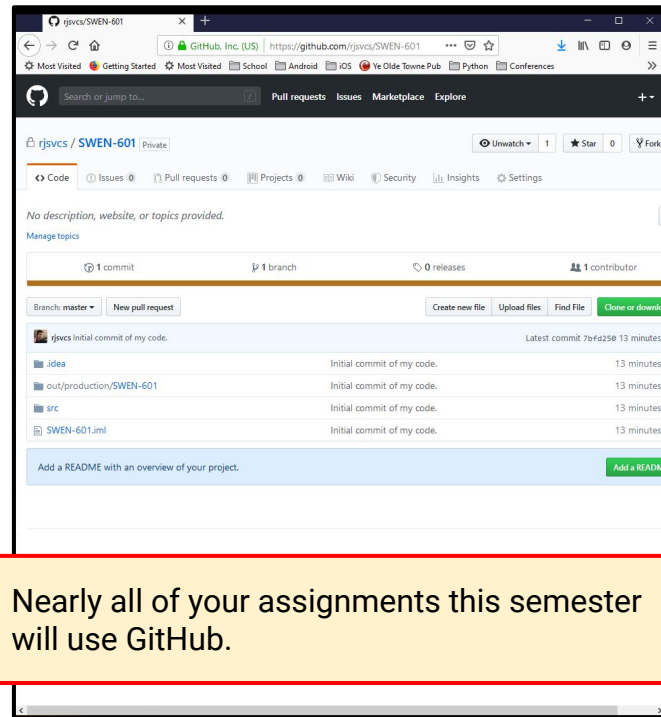 rjsvcs/SWEN-601
GitHub, Inc. (US) https://github.com/rjsvcs/SWEN-601
Most Visited Getting Started Most Visited School Android iOS Ye Olde Towne Pub Python Conferences
Search or jump to... / Pull requests Issues Marketplace Explore
rjsvcs / SWEN-601 Private Unwatch 1 Star 0 Fork
Code Issues 0 Pull requests 0 Projects 0 Wiki Security Insights Settings
No description, website, or topics provided.
Manage topics
1 commit 1 branch 0 releases 1 contributor
Branch: master New pull request Create new file Upload files Find File Clone or downlo
rjsvcs Initial commit of my code. Latest commit 7bfd250 13 minutes
.idea Initial commit of my code. 13 minutes
out/production/SWEN-601 Initial commit of my code. 13 minutes
src Initial commit of my code. 13 minutes
SWEN-601.iml Initial commit of my code. 13 minutes
Add a README with an overview of your project. Add a READM
Nearly all of your assignments this semester
will use GitHub.